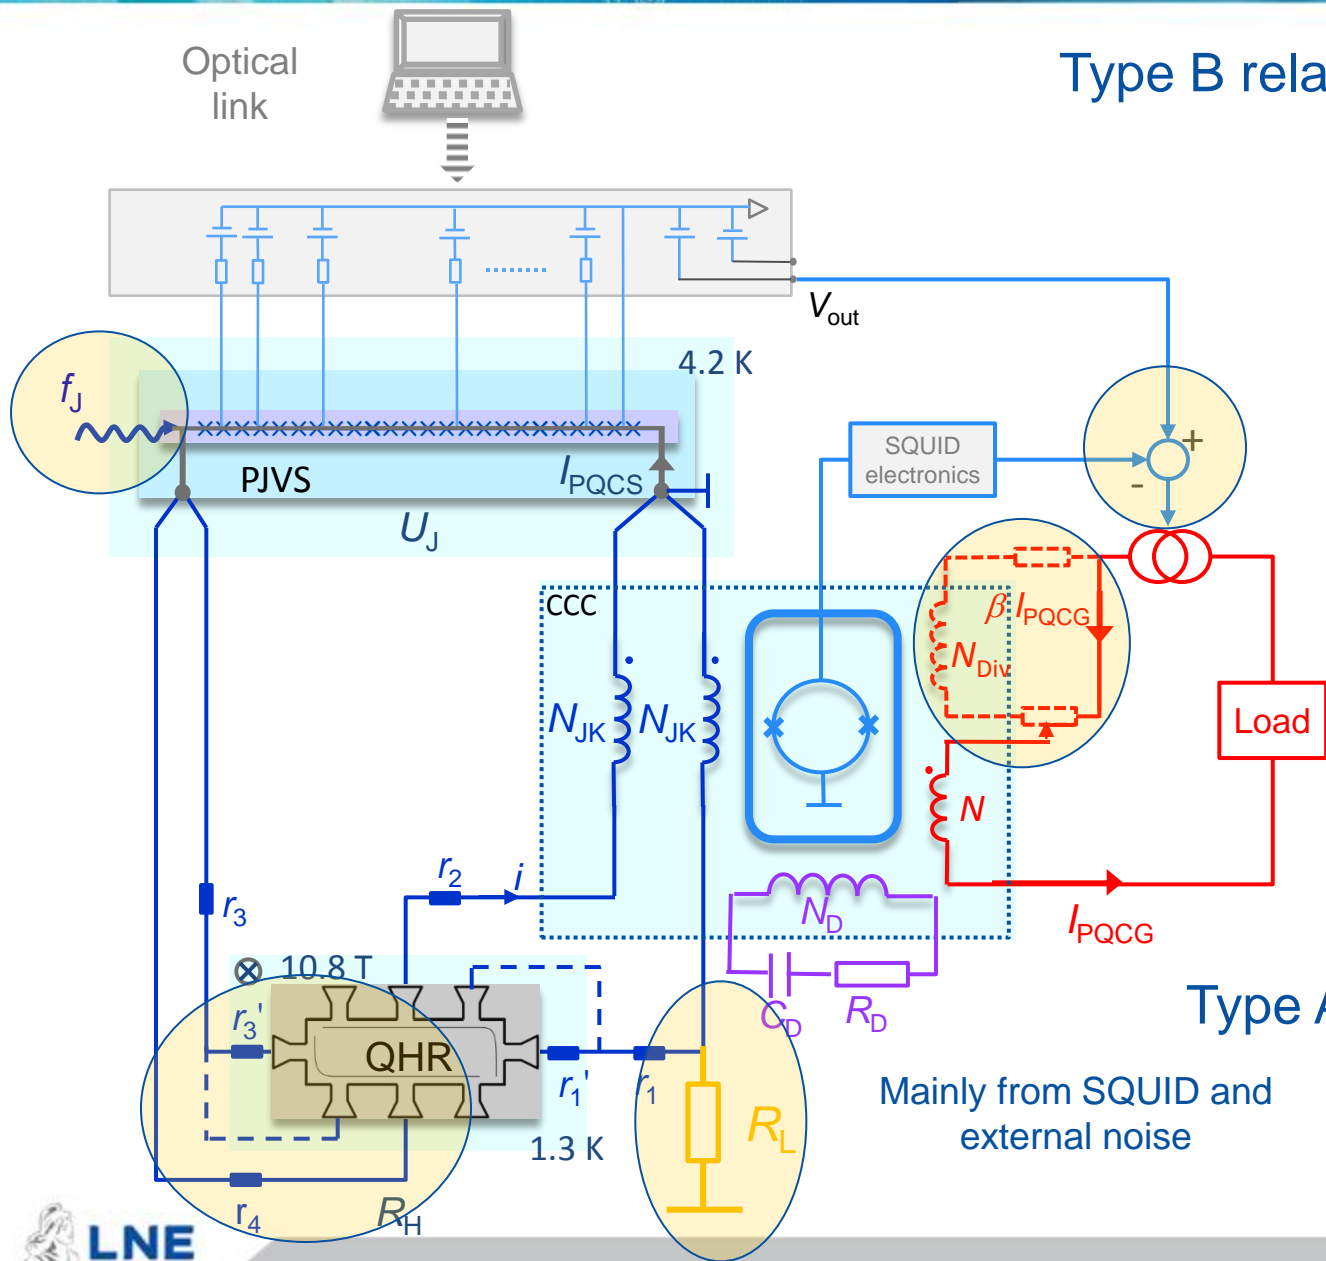 Optical
link
Type B rela
V_out
4.2 K
f_J
SQUID
electronics
+
-
PJVS
I_PQCS
U_J
CCC
β I_PQCG
N_Div
N_JK
N_JK
Load
N
r_2
i
r_3
N_D
I_PQCG
10.8 T
C_D
R_D
Type A
r_3'
QHR
r_1'
r_1
R_L
Mainly from SQUID and
external noise
1.3 K
r_4
R_H
LNE